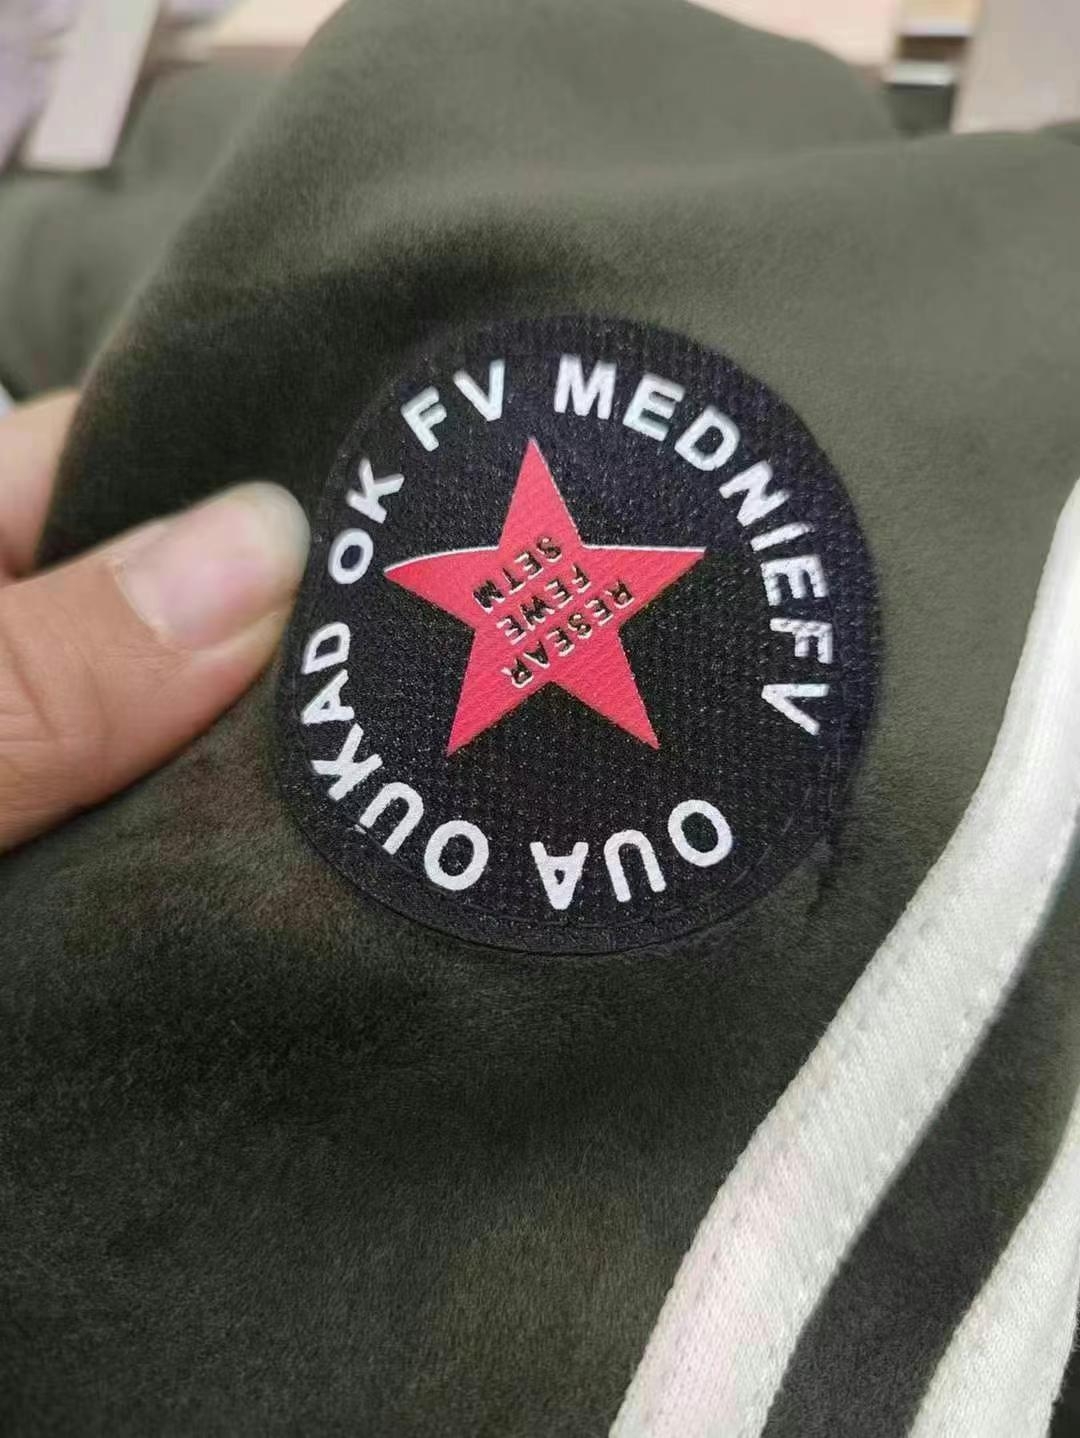 OUA OUKAD OK FV MEDNIEFV
RESEAR
FEWE
SETM